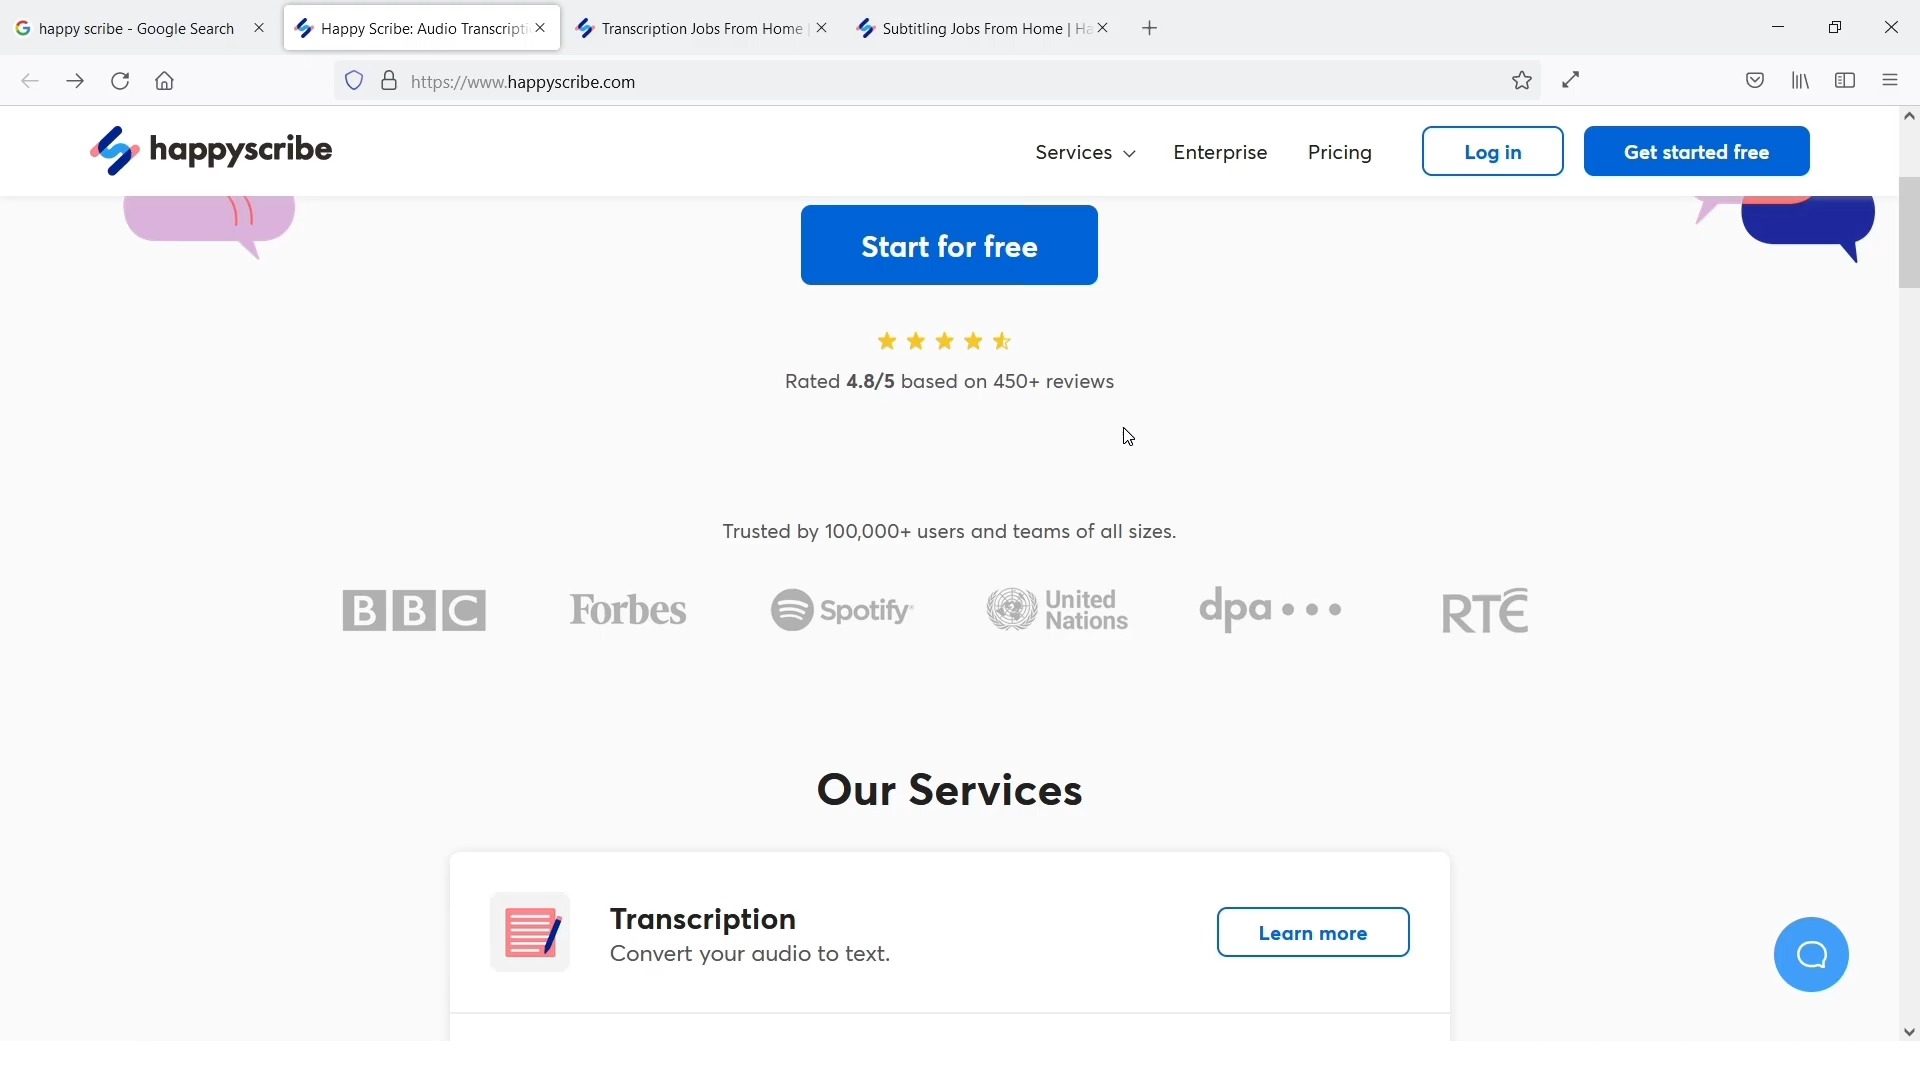 happy scribe - Google Search
Happy Scribe: Audio Transcripti
Transcription Jobs From Home |
Subtitling Jobs From Home | Ha
https://www.happyscribe.com
happyscribe
Services
Enterprise
Pricing
Log in
Get started free
Start for free
Rated 4.8/5 based on 450+ reviews
Trusted by 100,000+ users and teams of all sizes.
BBC
Forbes
Spotify
United
Nations
dpa
RTÉ
Our Services
Transcription
Convert your audio to text.
Learn more